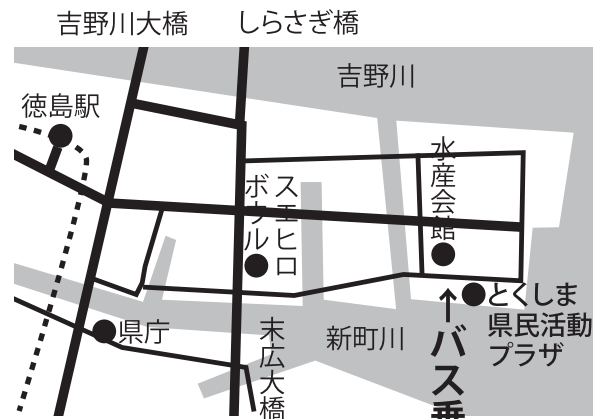 吉野川大橋
しらさぎ橋
吉野川
徳島駅
水産会館
スエヒロ
ボウル
とくしま
県民活動
プラザ
県庁
末広大橋
新町川
↑バス乗